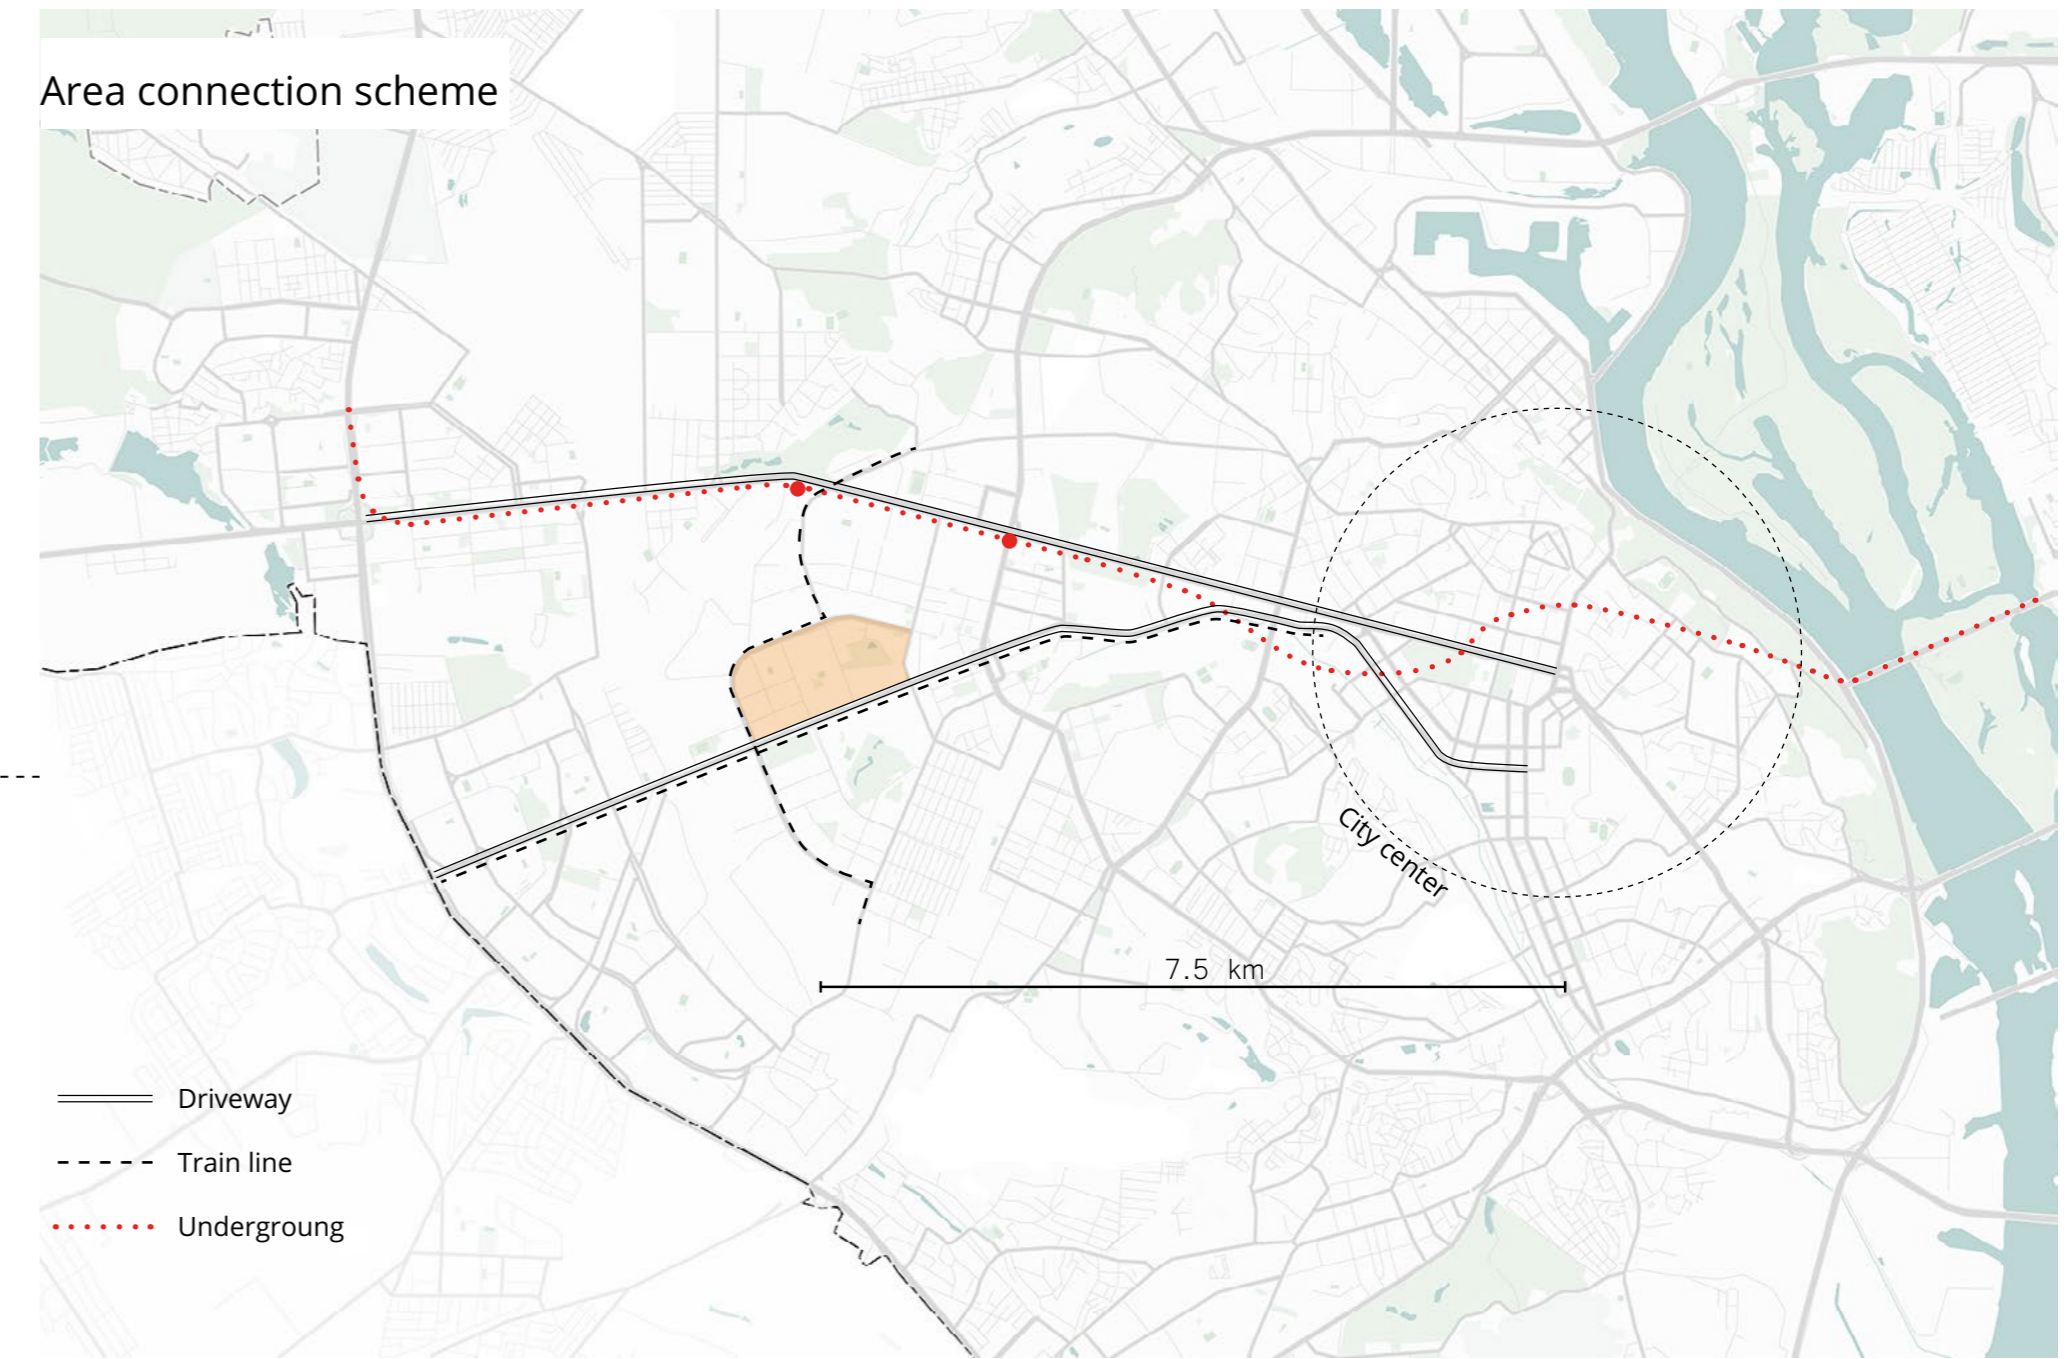 Area connection scheme
City center
7.5 km
Driveway
Train line
Undergroung